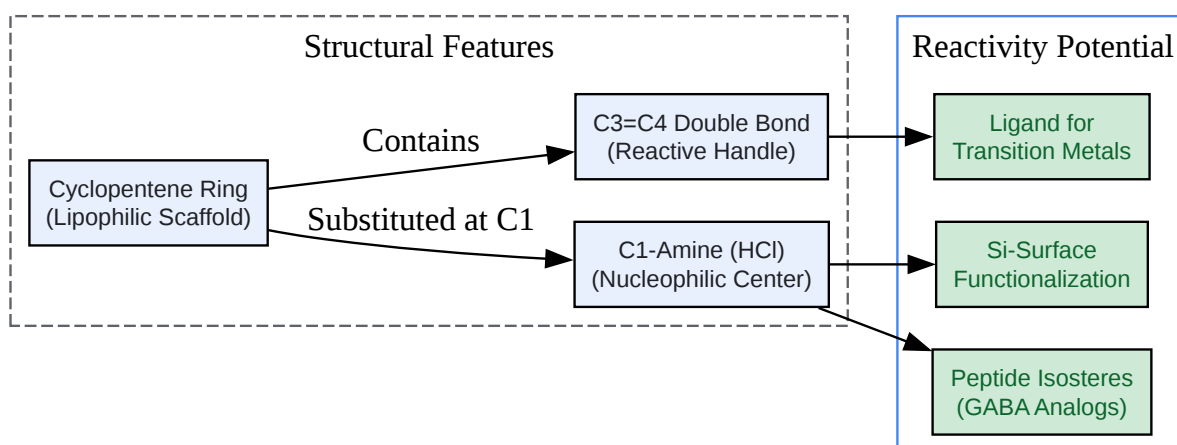 Structural Features
Reactivity Potential
Cyclopentene Ring
(Lipophilic Scaffold)
Contains
Substituted at C1
C3=C4 Double Bond
(Reactive Handle)
C1-Amine (HCl)
(Nucleophilic Center)
Ligand for
Transition Metals
Si-Surface
Functionalization
Peptide Isosteres
(GABA Analogs)